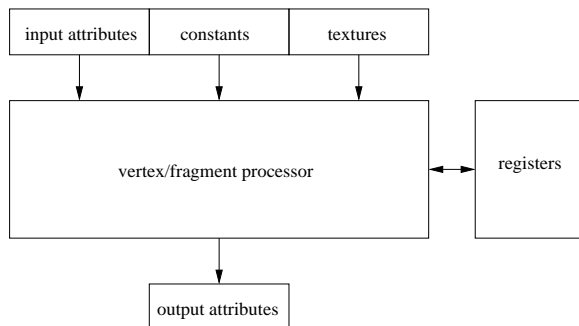 input attributes
constants
textures
vertex/fragment processor
registers
output attributes